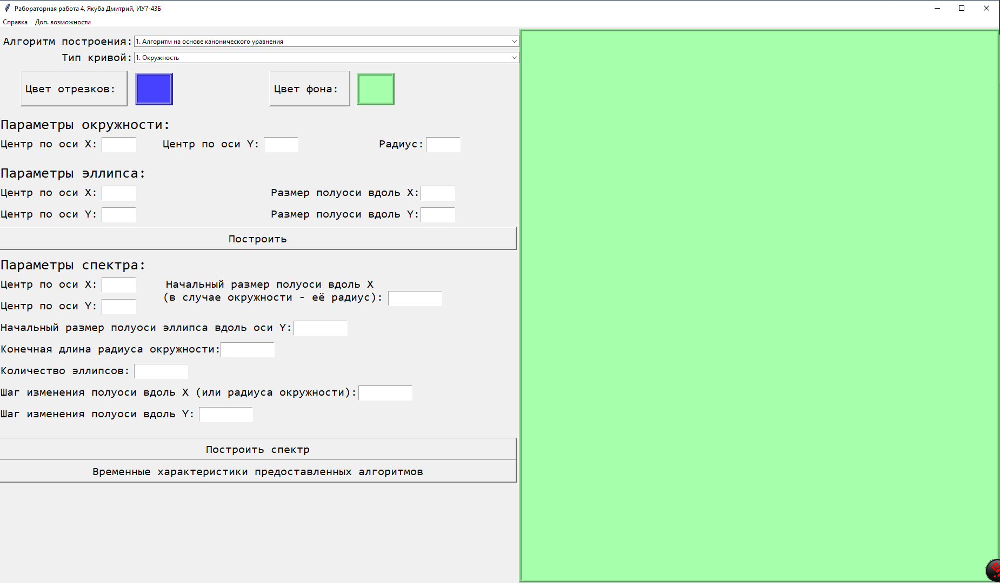 Рабораторная работа 4, Якуба Дмитрий, ИУ7-43Б
Справка Доп. возможности
Алгоритм построения: 1. Алгоритм на основе канонического уравнения
Тип кривой: 1. Окружность
Цвет отрезков: Цвет фона:
Параметры окружности:
Центр по оси X: Центр по оси Y: Радиус:
Параметры эллипса:
Центр по оси X: Размер полуоси вдоль X:
Центр по оси Y: Размер полуоси вдоль Y:
Построить
Параметры спектра:
Центр по оси X: Начальный размер полуоси вдоль X
(в случае окружности - её радиус):
Центр по оси Y:
Начальный размер полуоси эллипса вдоль оси Y:
Конечная длина радиуса окружности:
Количество эллипсов:
Шаг изменения полуоси вдоль X (или радиуса окружности):
Шаг изменения полуоси вдоль Y:
Построить спектр
Временные характеристики предоставленных алгоритмов